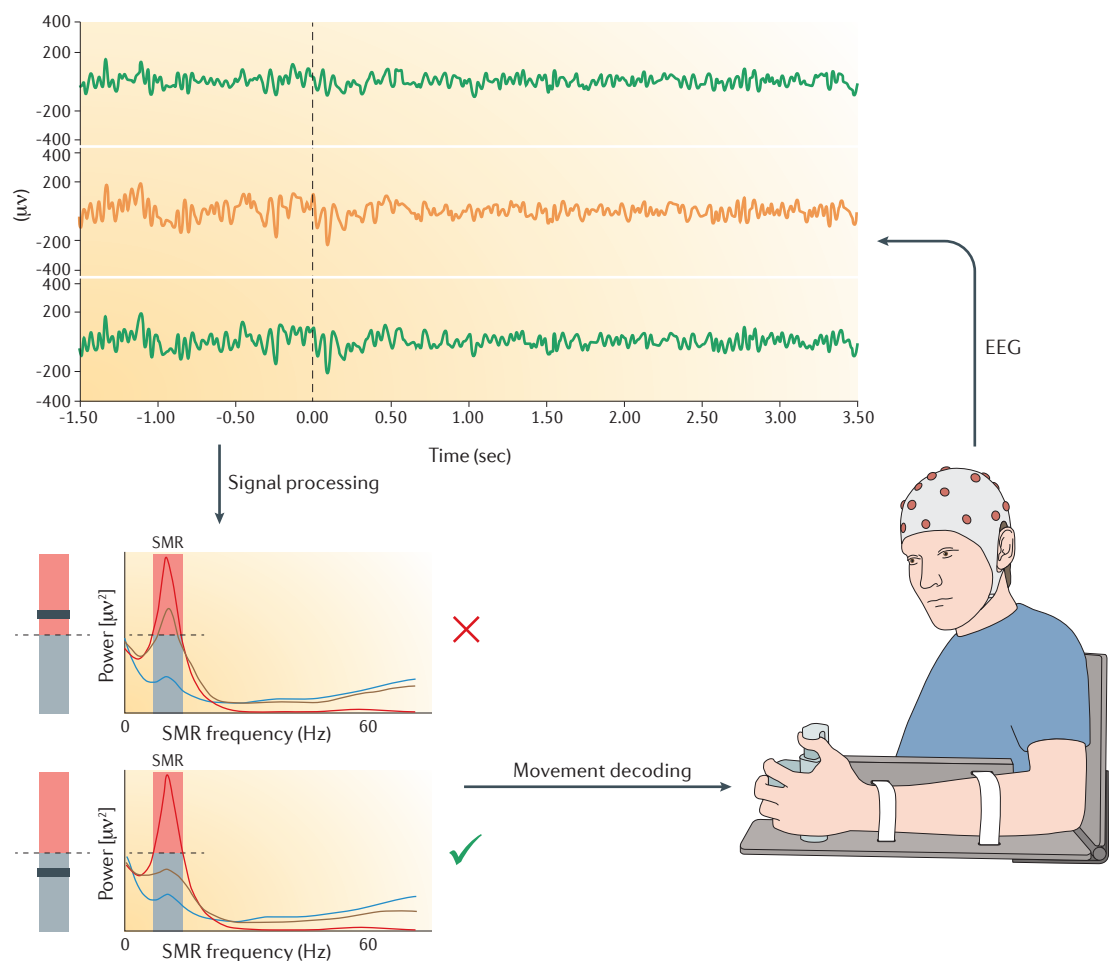 400
200
-200
-400
400
200
-200
-400
400
200
-200
-400
(μv)
-1.50 -1.00 -0.50 0.00 0.50 1.00 1.50 2.00 2.50 3.00 3.50
Time (sec)
EEG
Signal processing
SMR
Power [μv²]
0 60
SMR frequency (Hz)
Movement decoding
SMR
Power [μv²]
0 60
SMR frequency (Hz)